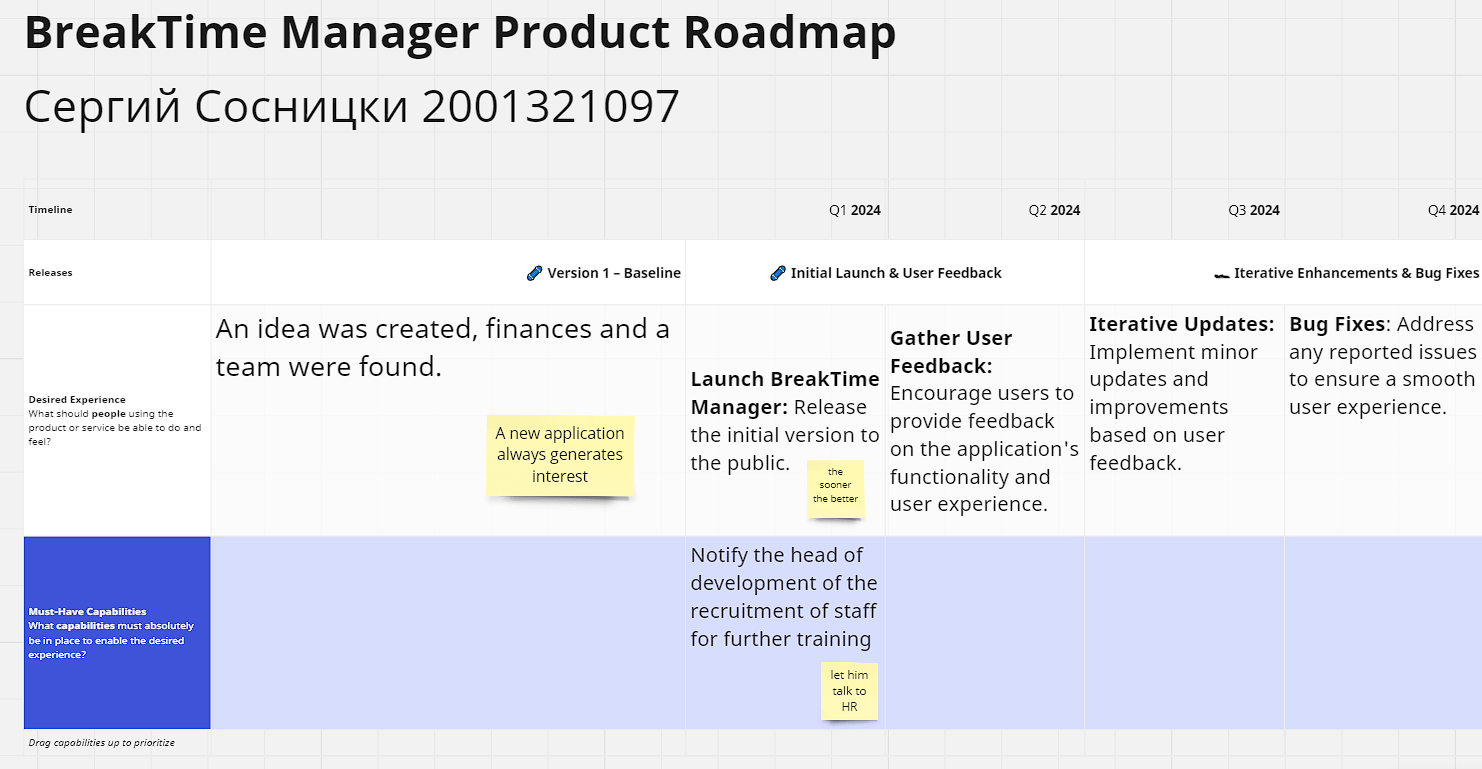 BreakTime Manager Product Roadmap
Сергий Сосницки 2001321097
Timeline
Q1 2024
Q2 2024
Q3 2024
Q4 2024
Releases
Version 1 – Baseline
Initial Launch & User Feedback
Iterative Enhancements & Bug Fixes
Desired Experience
What should people using the
product or service be able to do and
feel?
An idea was created, finances and a
team were found.
A new application
always generates
interest
Launch BreakTime
Manager: Release
the initial version to
the public.
the
sooner
the better
Gather User
Feedback:
Encourage users to
provide feedback
on the application's
functionality and
user experience.
Iterative Updates:
Implement minor
updates and
improvements
based on user
feedback.
Bug Fixes: Address
any reported issues
to ensure a smooth
user experience.
Must-Have Capabilities
What capabilities must absolutely
be in place to enable the desired
experience?
Notify the head of
development of the
recruitment of staff
for further training
let him
talk to
HR
Drag capabilities up to prioritize